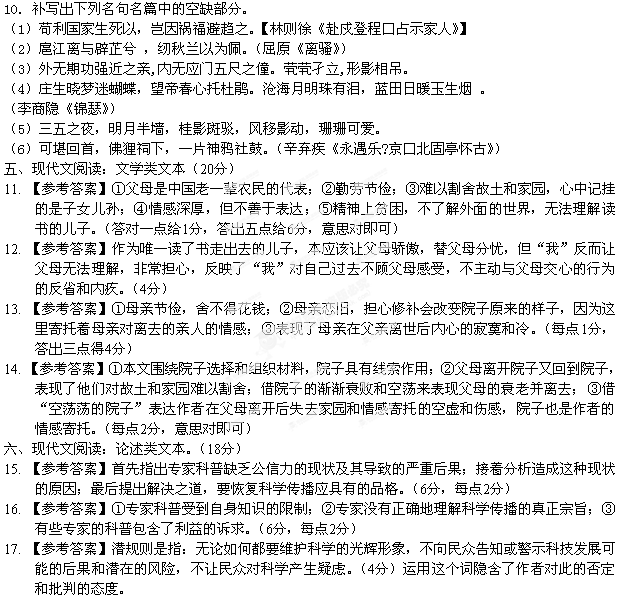 10. 补写出下列名句名篇中的空缺部分。
(1) 苟利国家生死以，岂因祸福避趋之。【林则徐《赴戍登程口占示家人》】
(2) 扈江离与辟芷兮 ，纫秋兰以为佩。(屈原《离骚》)
(3) 外无期功强近之亲,内无应门五尺之僮。茕茕孑立,形影相吊。
(4) 庄生晓梦迷蝴蝶，望帝春心托杜鹃。沧海月明珠有泪，蓝田日暖玉生烟 。
(李商隐《锦瑟》)
(5) 三五之夜，明月半墙，桂影斑驳，风移影动，珊珊可爱。
(6) 可堪回首，佛狸祠下，一片神鸦社鼓。(辛弃疾《永遇乐?京口北固亭怀古》)
五、现代文阅读：文学类文本（20分）
11. 【参考答案】①父母是中国老一辈农民的代表；②勤劳节俭；③难以割舍故土和家园，心中记挂
的是子女儿孙；④情感深厚，但不善于表达；⑤精神上贫困，不了解外面的世界，无法理解读
书的儿子。（答对一点给1分，答出五点给6分，意思对即可）
12. 【参考答案】作为唯一读了书走出去的儿子，本应该让父母骄傲，替父母分忧，但“我”反而让
父母无法理解，非常担心，反映了“我”对自己过去不顾父母感受，不主动与父母交心的行为
的反省和内疚。（4分）
13. 【参考答案】①母亲节俭，舍不得花钱；②母亲恋旧，担心修补会改变院子原来的样子，因为这
里寄托着母亲对离去的亲人的情感；③表现了母亲在父亲离世后内心的寂寞和冷。（每点1分，
答出三点得4分）
14. 【参考答案】①本文围绕院子选择和组织材料，院子具有线索作用；②父母离开院子又回到院子，
表现了他们对故土和家园难以割舍；借院子的渐渐衰败和空荡来表现父母的衰老并离去；③借
“空荡荡的院子”表达作者在父母离开后失去家园和情感寄托的空虚和伤感，院子也是作者的
情感寄托。（每点2分，意思对即可）
六、现代文阅读：论述类文本。（18分）
15. 【参考答案】首先指出专家科普缺乏公信力的现状及其导致的严重后果；接着分析造成这种现状
的原因；最后提出解决之道，要恢复科学传播应具有的品格。（6分，每点2分）
16. 【参考答案】①专家科普受到自身知识的限制；②专家没有正确地理解科学传播的真正宗旨；③
有些专家的科普包含了利益的诉求。（6分，每点2分）
17. 【参考答案】潜规则是指：无论如何都要维护科学的光辉形象，不向民众告知或警示科技发展可
能的后果和潜在的风险，不让民众对科学产生疑虑。（4分）运用这个词隐含了作者对此的否定
和批判的态度。